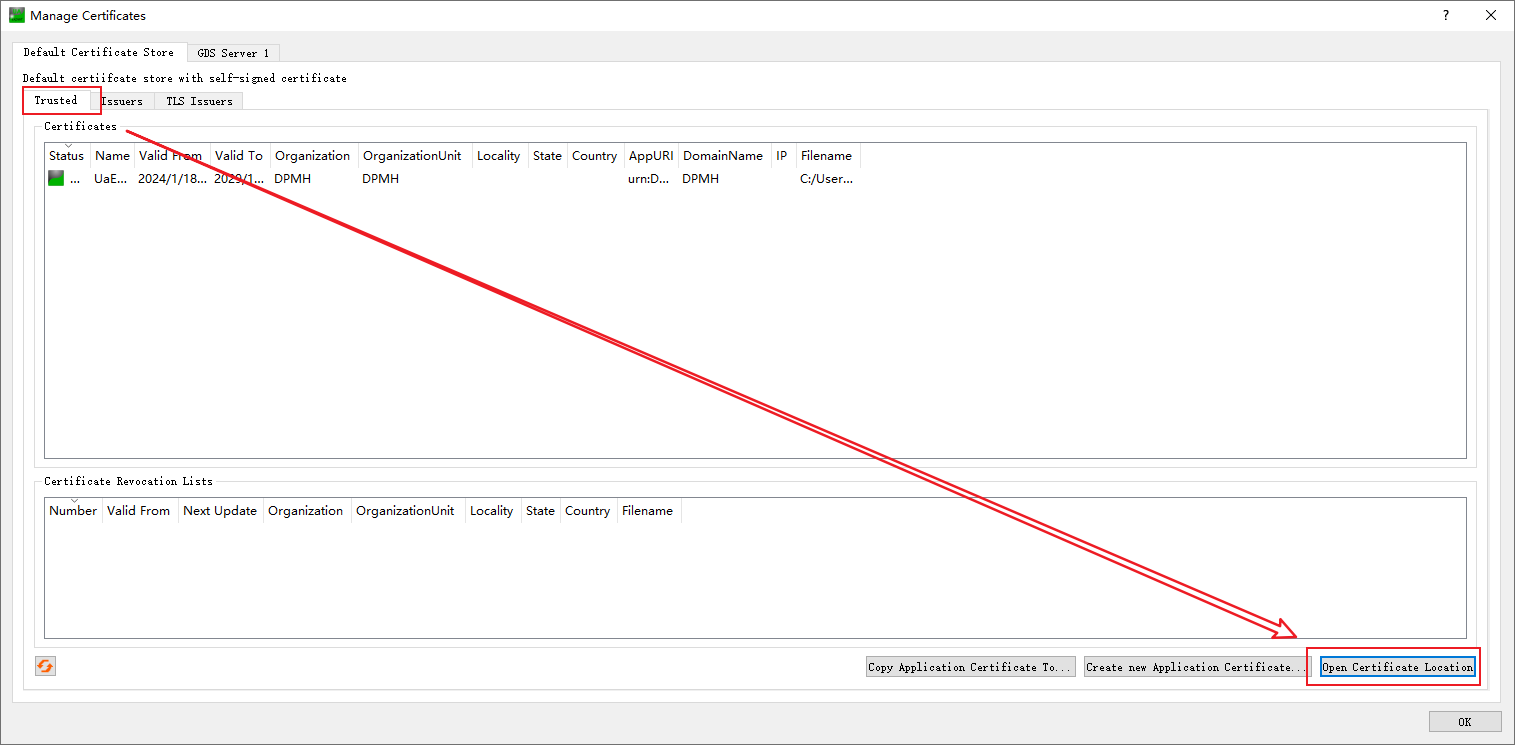 Manage Certificates
?
Default Certificate Store GDS Server 1
Default certiifcate store with self-signed certificate
Trusted Issuers TLS Issuers
Certificates
Status Name Valid From Valid To Organization OrganizationUnit Locality State Country AppURI DomainName IP Filename
... UaE... 2024/1/18... 2029/1... DPMH DPMH urn:D... DPMH C:/User...
Certificate Revocation Lists
Number Valid From Next Update Organization OrganizationUnit Locality State Country Filename
Copy Application Certificate To... Create new Application Certificate... Open Certificate Location
OK